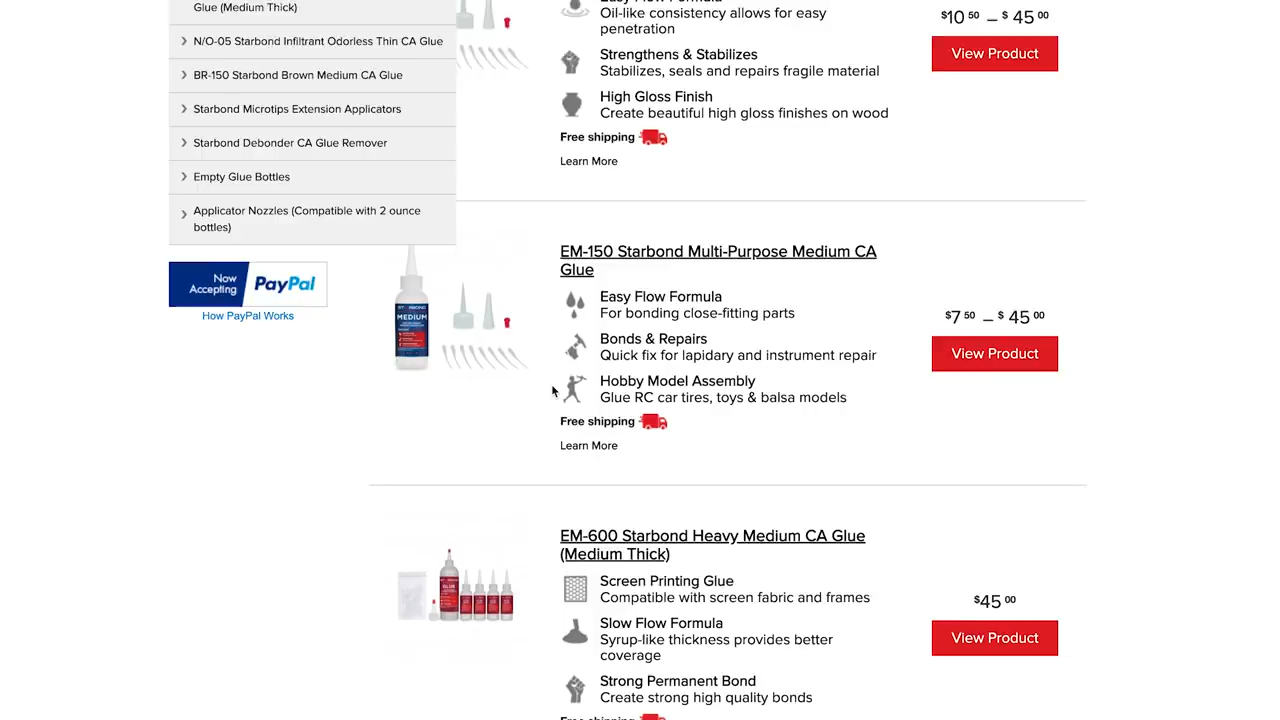 Glue (Medium Thick)
N/O-05 Starbond Infiltrant Odorless Thin CA Glue
BR-150 Starbond Brown Medium CA Glue
Starbond Microtips Extension Applicators
Starbond Debonder CA Glue Remover
Empty Glue Bottles
Applicator Nozzles (Compatible with 2 ounce
bottles)
Now
Accepting
PayPal
How PayPal Works
Oil-like consistency allows for easy
penetration
Strengthens & Stabilizes
Stabilizes, seals and repairs fragile material
High Gloss Finish
Create beautiful high gloss finishes on wood
Free shipping
Learn More
$10 50 – $ 45 00
View Product
EM-150 Starbond Multi-Purpose Medium CA
Glue
MEDIUM
Easy Flow Formula
For bonding close-fitting parts
Bonds & Repairs
Quick fix for lapidary and instrument repair
Hobby Model Assembly
Glue RC car tires, toys & balsa models
Free shipping
Learn More
$7 50 – $ 45 00
View Product
EM-600 Starbond Heavy Medium CA Glue
(Medium Thick)
Screen Printing Glue
Compatible with screen fabric and frames
Slow Flow Formula
Syrup-like thickness provides better
coverage
Strong Permanent Bond
Create strong high quality bonds
$45 00
View Product